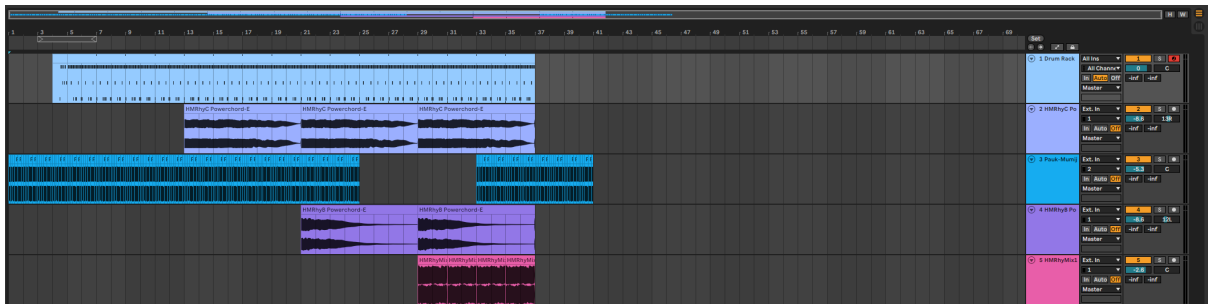 H W
1 3 5 7 9 11 13 15 17 19 21 23 25 27 29 31 33 35 37 39 41 43 45 47 49 51 53 55 57 59 61 63 65 67 69
Set
1 Drum Rack All Ins 1 S
All Channe 0 C
In Auto Off -inf -inf
Master
HMRhyC Powerchord-E HMRhyC Powerchord-E HMRhyC Powerchord-E
2 HMRhyC Po Ext. In 2 S
1 -6.6 13R
In Auto Off -inf -inf
Master
3 Pauk-Mumij Ext. In 3 S
2 -5.3 C
In Auto Off -inf -inf
Master
HMRhyB Powerchord-E HMRhyB Powerchord-E
4 HMRhyB Po Ext. In 4 S
1 -6.6 12L
In Auto Off -inf -inf
Master
HMRhyMix HMRhyMi HMRhyMi HMRhyMi
5 HMRhyMix1 Ext. In 5 S
1 -2.8 C
In Auto Off -inf -inf
Master